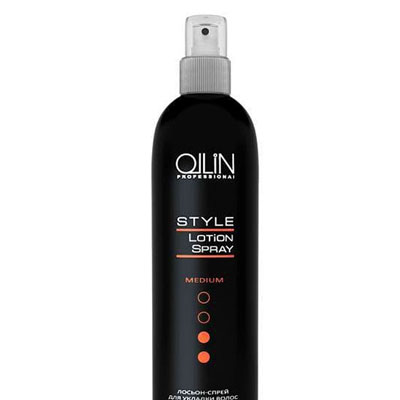 OLLiN
PROFESSIONAL
STYLE
LOTiON
SPRAY
MEDIUM
ЛОСЬОН-СПРЕЙ
ДЛЯ УКЛАДКИ ВОЛОС